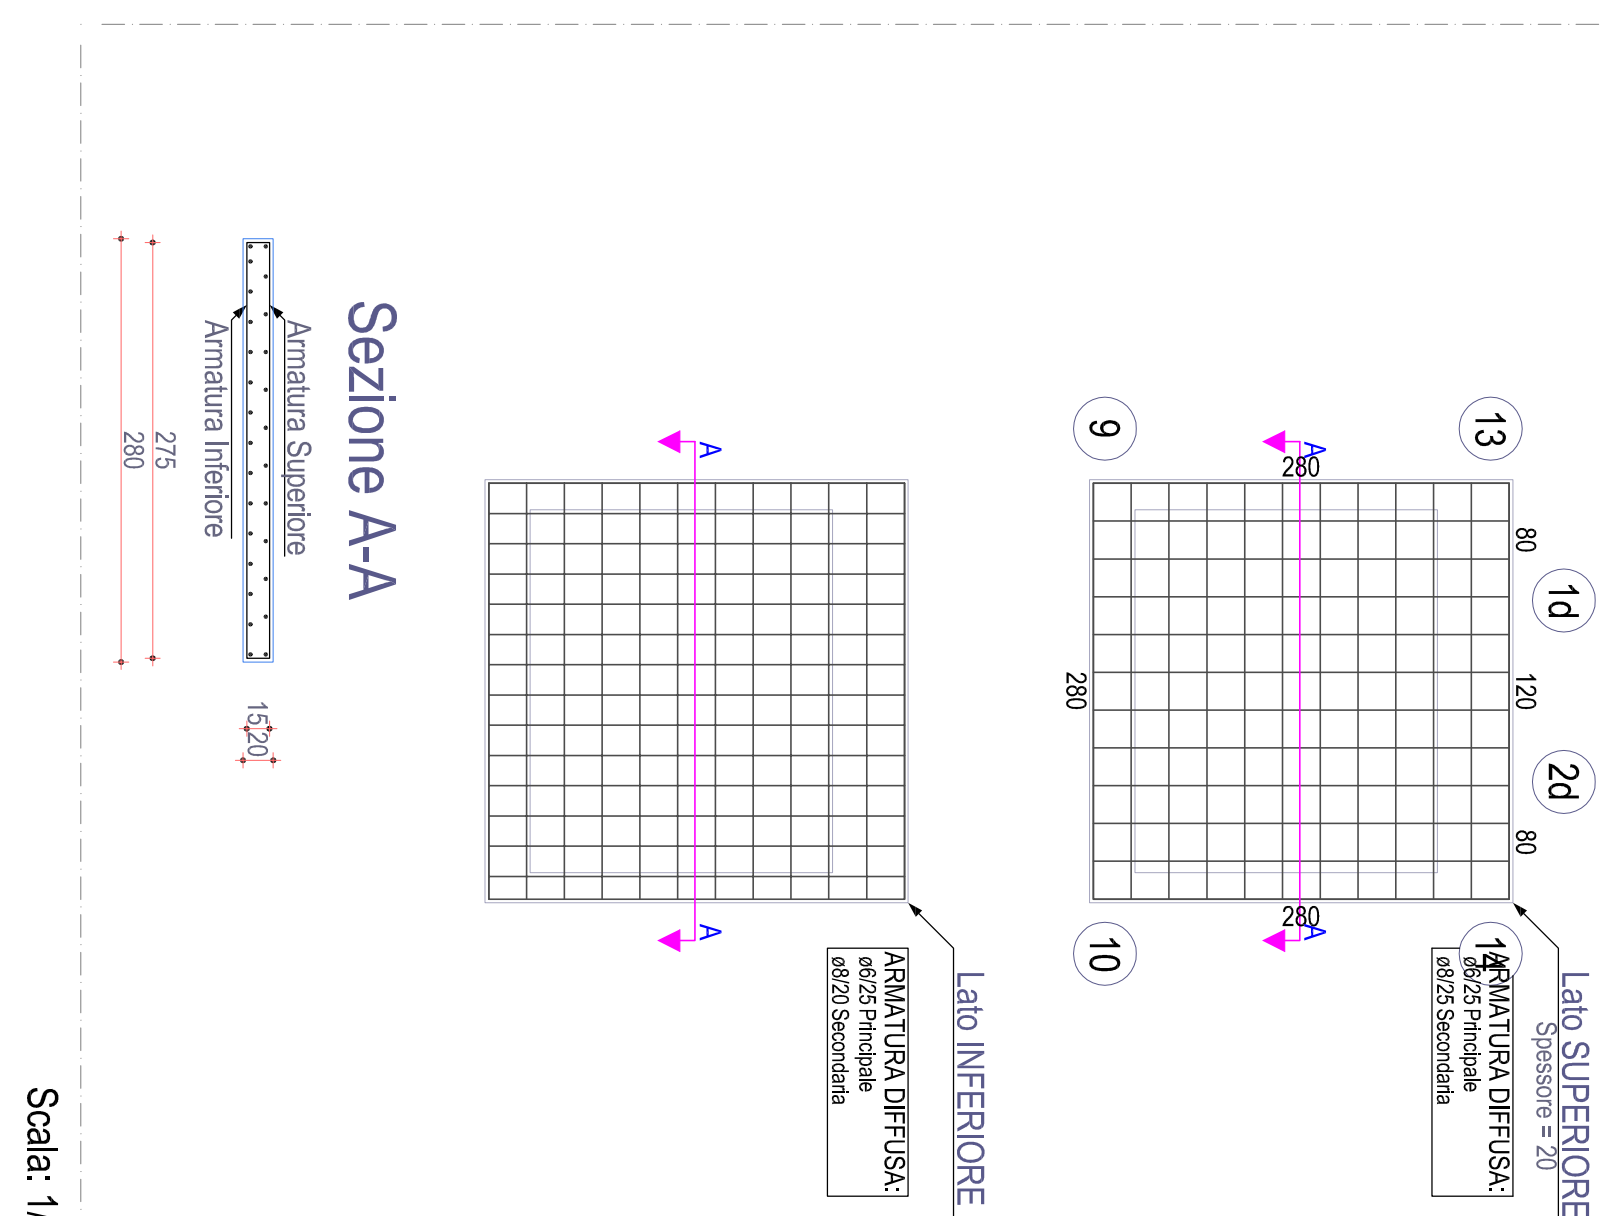 13
1d
2d
14
9
10
280
80
120
80
280
280
A
A
Lato SUPERIORE
Spessore = 20
ARMATURA DIFFUSA:
ø6/25 Principale
ø8/25 Secondaria
A
A
Lato INFERIORE
ARMATURA DIFFUSA:
ø6/25 Principale
ø8/20 Secondaria
Sezione A-A
Armatura Superiore
Armatura Inferiore
275
280
15
20
Scala: